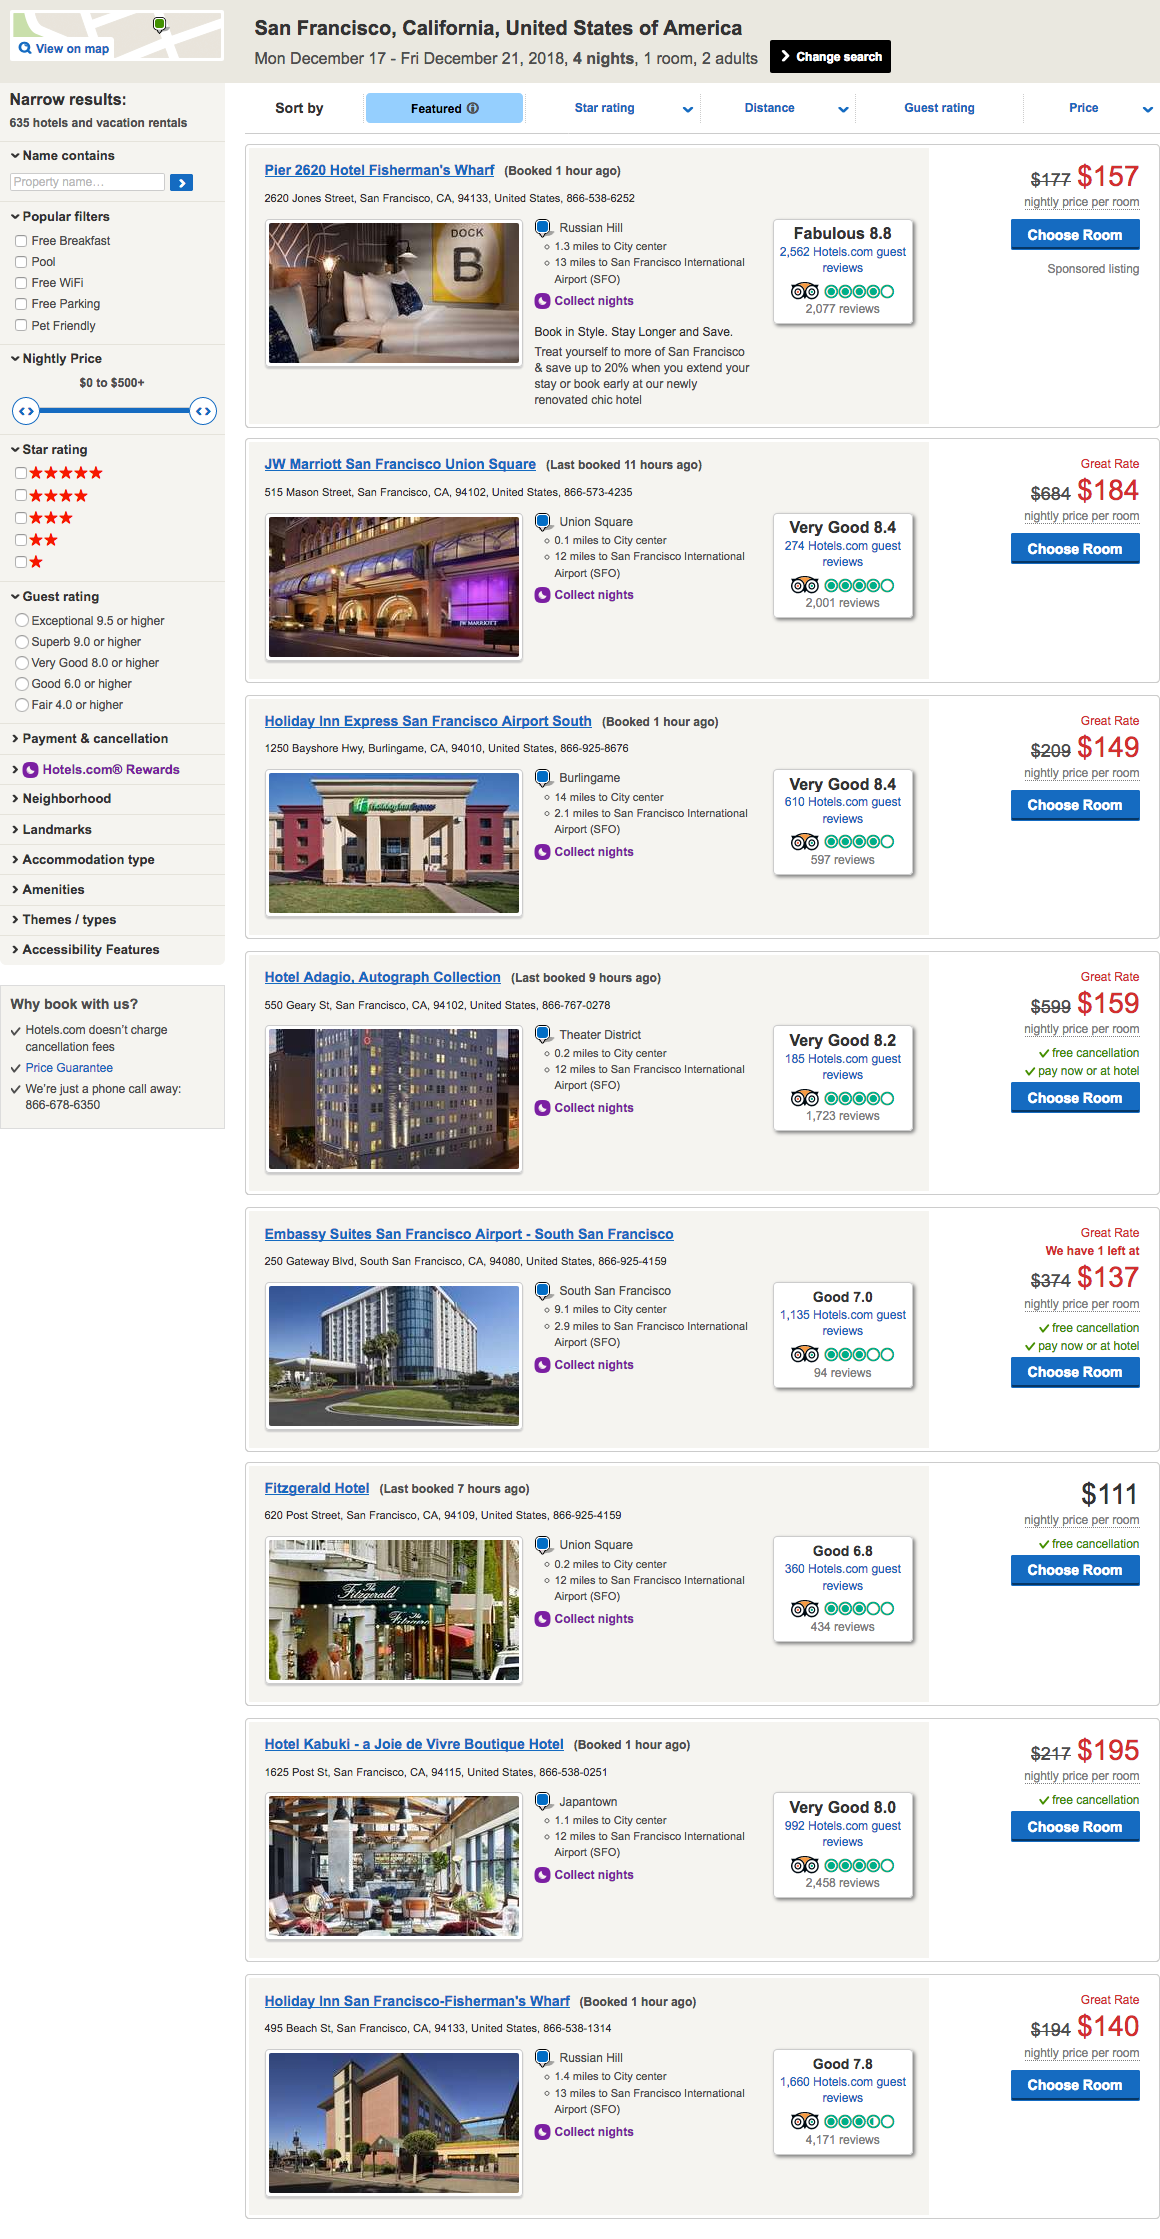 View on map
San Francisco, California, United States of America
Mon December 17 - Fri December 21, 2018, 4 nights, 1 room, 2 adults
Change search
Narrow results:
635 hotels and vacation rentals
Name contains
Property name…
Popular filters
Free Breakfast
Pool
Free WiFi
Free Parking
Pet Friendly
Nightly Price
$0 to $500+
Star rating
Guest rating
Exceptional 9.5 or higher
Superb 9.0 or higher
Very Good 8.0 or higher
Good 6.0 or higher
Fair 4.0 or higher
Payment & cancellation
Hotels.com® Rewards
Neighborhood
Landmarks
Accommodation type
Amenities
Themes / types
Accessibility Features
Why book with us?
Hotels.com doesn't charge
cancellation fees
Price Guarantee
We're just a phone call away:
866-678-6350
Sort by
Featured
Star rating
Distance
Guest rating
Price
Pier 2620 Hotel Fisherman's Wharf (Booked 1 hour ago)
2620 Jones Street, San Francisco, CA, 94133, United States, 866-538-6252
DOCK
B
Russian Hill
1.3 miles to City center
13 miles to San Francisco International
Airport (SFO)
Collect nights
Book in Style. Stay Longer and Save.
Treat yourself to more of San Francisco
& save up to 20% when you extend your
stay or book early at our newly
renovated chic hotel
Fabulous 8.8
2,562 Hotels.com guest
reviews
2,077 reviews
$177 $157
nightly price per room
Choose Room
Sponsored listing
JW Marriott San Francisco Union Square (Last booked 11 hours ago)
515 Mason Street, San Francisco, CA, 94102, United States, 866-573-4235
JW MARRIOTT
Union Square
0.1 miles to City center
12 miles to San Francisco International
Airport (SFO)
Collect nights
Very Good 8.4
274 Hotels.com guest
reviews
2,001 reviews
Great Rate
$684 $184
nightly price per room
Choose Room
Holiday Inn Express San Francisco Airport South (Booked 1 hour ago)
1250 Bayshore Hwy, Burlingame, CA, 94010, United States, 866-925-8676
Holiday Inn Express
Burlingame
14 miles to City center
2.1 miles to San Francisco International
Airport (SFO)
Collect nights
Very Good 8.4
610 Hotels.com guest
reviews
597 reviews
Great Rate
$209 $149
nightly price per room
Choose Room
Hotel Adagio, Autograph Collection (Last booked 9 hours ago)
550 Geary St, San Francisco, CA, 94102, United States, 866-767-0278
Theater District
0.2 miles to City center
12 miles to San Francisco International
Airport (SFO)
Collect nights
Very Good 8.2
185 Hotels.com guest
reviews
1,723 reviews
Great Rate
$599 $159
nightly price per room
free cancellation
pay now or at hotel
Choose Room
Embassy Suites San Francisco Airport - South San Francisco
250 Gateway Blvd, South San Francisco, CA, 94080, United States, 866-925-4159
South San Francisco
9.1 miles to City center
2.9 miles to San Francisco International
Airport (SFO)
Collect nights
Good 7.0
1,135 Hotels.com guest
reviews
94 reviews
Great Rate
We have 1 left at
$374 $137
nightly price per room
free cancellation
pay now or at hotel
Choose Room
Fitzgerald Hotel (Last booked 7 hours ago)
620 Post Street, San Francisco, CA, 94109, United States, 866-925-4159
The
Fitzgerald
The
Fitzgerald
Union Square
0.2 miles to City center
12 miles to San Francisco International
Airport (SFO)
Collect nights
Good 6.8
360 Hotels.com guest
reviews
434 reviews
$111
nightly price per room
free cancellation
Choose Room
Hotel Kabuki - a Joie de Vivre Boutique Hotel (Booked 1 hour ago)
1625 Post St, San Francisco, CA, 94115, United States, 866-538-0251
Japantown
1.1 miles to City center
12 miles to San Francisco International
Airport (SFO)
Collect nights
Very Good 8.0
992 Hotels.com guest
reviews
2,458 reviews
$217 $195
nightly price per room
free cancellation
Choose Room
Holiday Inn San Francisco-Fisherman's Wharf (Booked 1 hour ago)
495 Beach St, San Francisco, CA, 94133, United States, 866-538-1314
Russian Hill
1.4 miles to City center
13 miles to San Francisco International
Airport (SFO)
Collect nights
Good 7.8
1,660 Hotels.com guest
reviews
4,171 reviews
Great Rate
$194 $140
nightly price per room
Choose Room